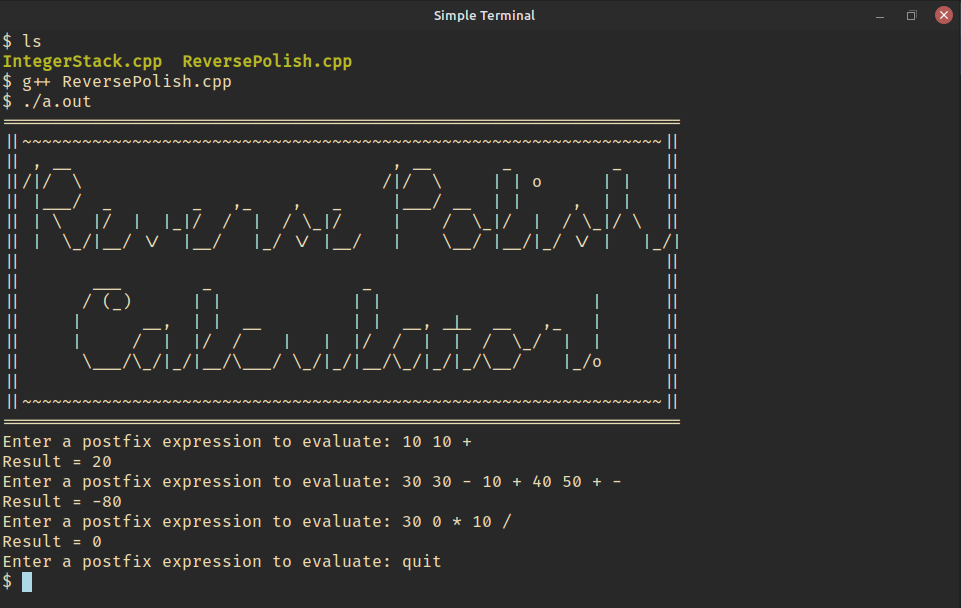 Simple Terminal
$ ls
IntegerStack.cpp  ReversePolish.cpp
$ g++ ReversePolish.cpp
$ ./a.out
Reverse Polish
Calculator!
Enter a postfix expression to evaluate: 10 10 +
Result = 20
Enter a postfix expression to evaluate: 30 30 - 10 + 40 50 + -
Result = -80
Enter a postfix expression to evaluate: 30 0 * 10 /
Result = 0
Enter a postfix expression to evaluate: quit
$